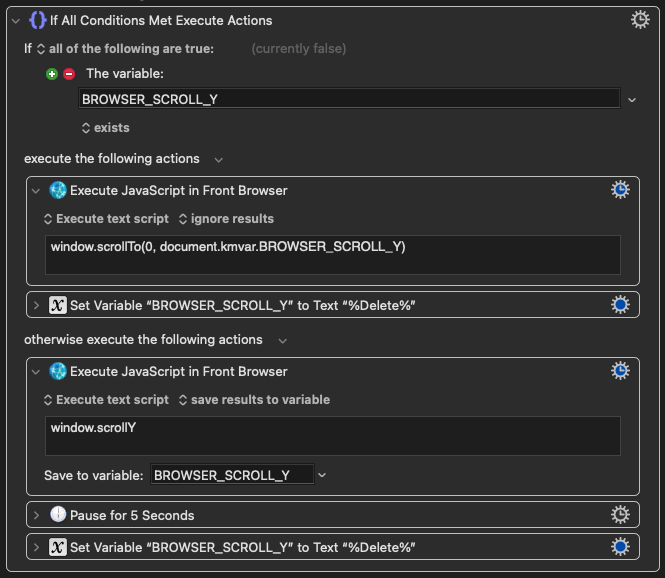 If All Conditions Met Execute Actions
If all of the following are true: (currently false)
The variable:
BROWSER_SCROLL_Y
exists
execute the following actions
Execute JavaScript in Front Browser
Execute text script ignore results
window.scrollTo(0, document.kmvar.BROWSER_SCROLL_Y)
Set Variable “BROWSER_SCROLL_Y” to Text “%Delete%”
otherwise execute the following actions
Execute JavaScript in Front Browser
Execute text script save results to variable
window.scrollY
Save to variable: BROWSER_SCROLL_Y
Pause for 5 Seconds
Set Variable “BROWSER_SCROLL_Y” to Text “%Delete%”